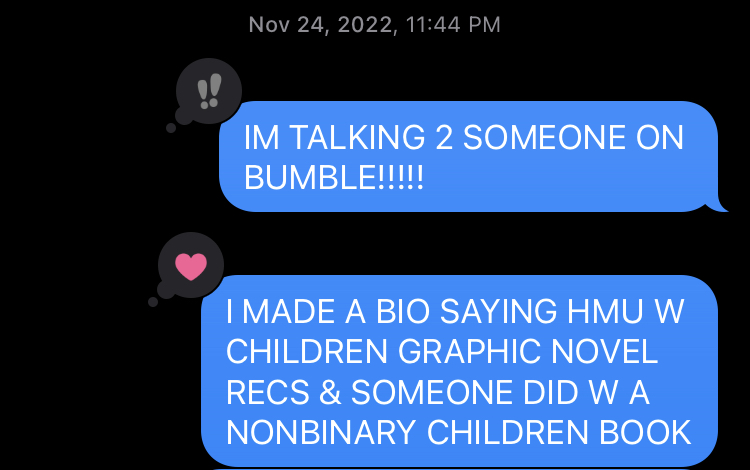 Nov 24, 2022, 11:44 PM
IM TALKING 2 SOMEONE ON
BUMBLE!!!!!
I MADE A BIO SAYING HMU W
CHILDREN GRAPHIC NOVEL
RECS & SOMEONE DID W A
NONBINARY CHILDREN BOOK